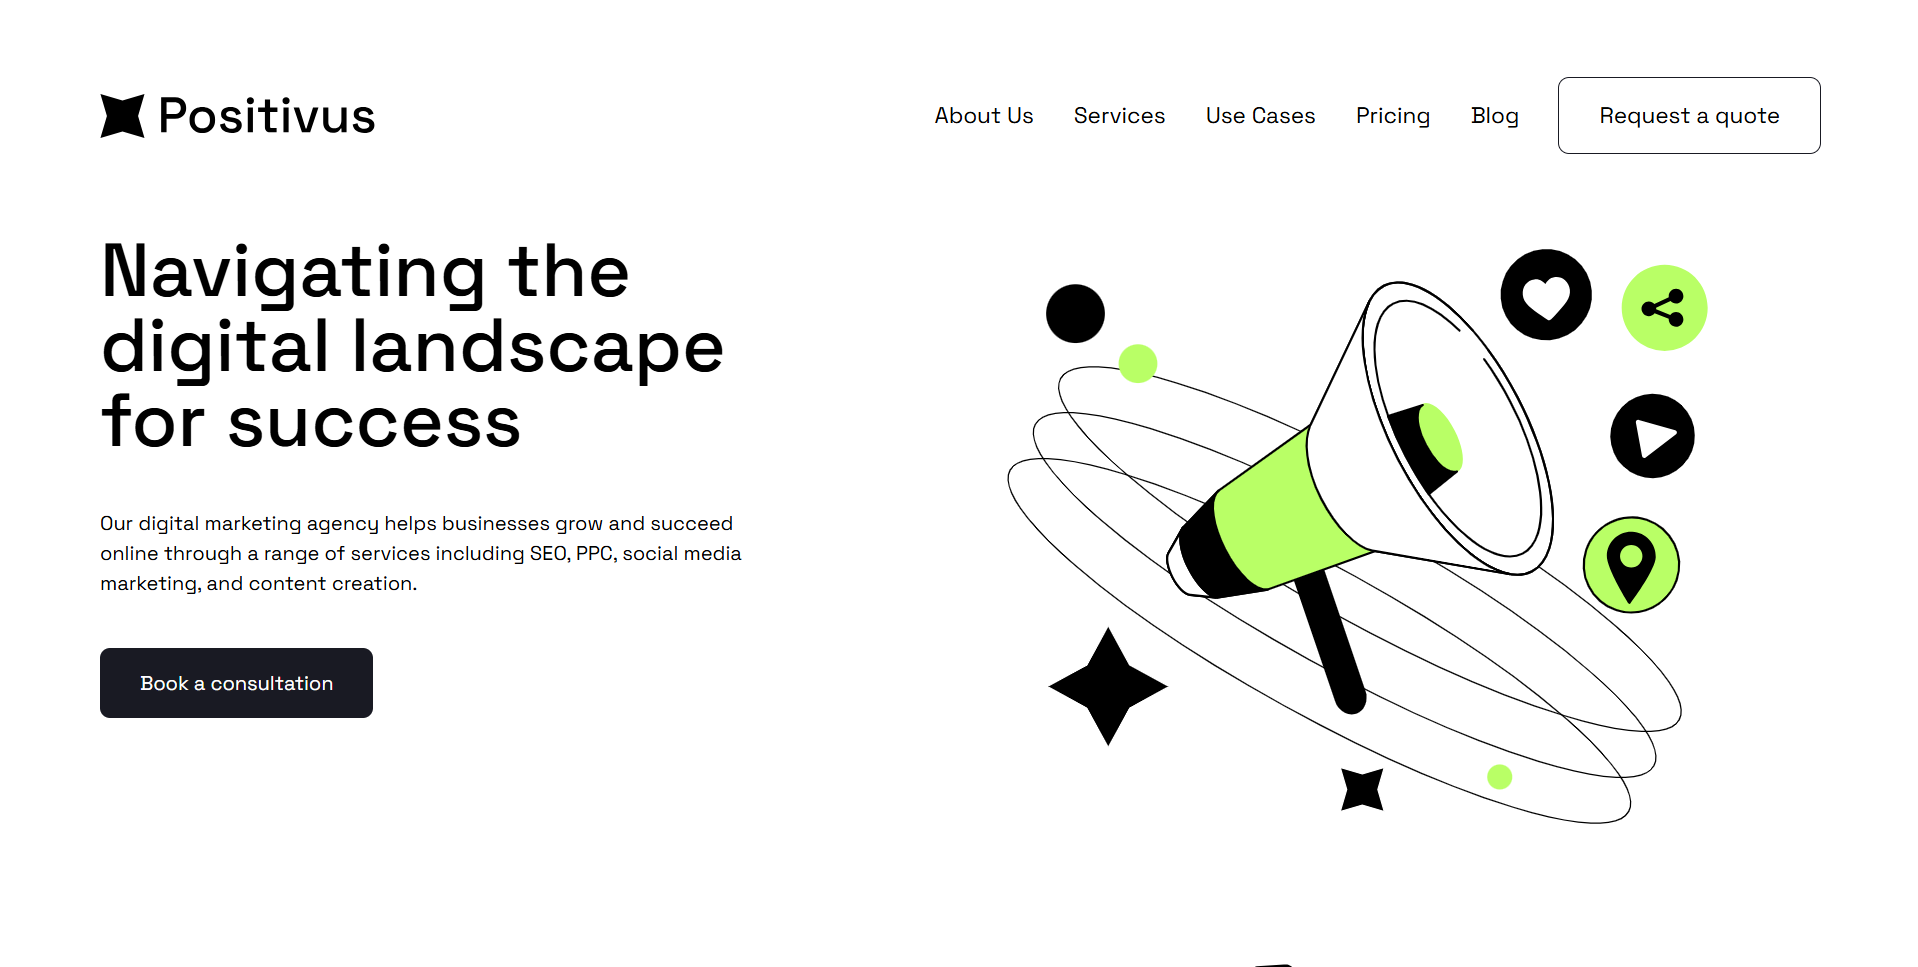 Positivus
About Us
Services
Use Cases
Pricing
Blog
Request a quote
Navigating the
digital landscape
for success
Our digital marketing agency helps businesses grow and succeed
online through a range of services including SEO, PPC, social media
marketing, and content creation.
Book a consultation